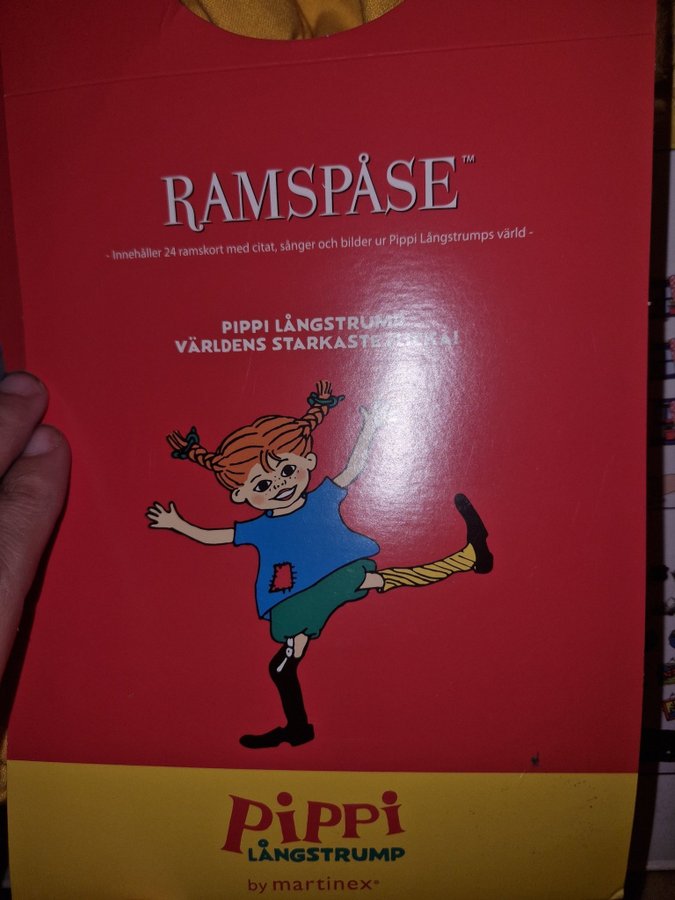 RAMSPÅSE™
- Innehåller 24 ramskort med citat, sånger och bilder ur Pippi Långstrumps värld -
PIPPI LÅNGSTRUMP
VÄRLDENS STARKASTE
PIPPI
LÅNGSTRUMP
by martinex®